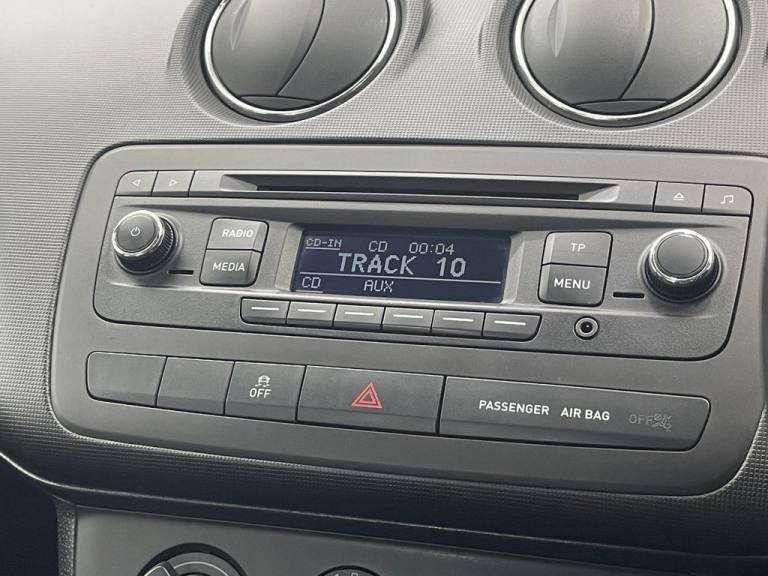 RADIO
MEDIA
CD-IN CD 00:04
TRACK 10
CD AUX
TP
MENU
OFF
PASSENGER AIR BAG OFF